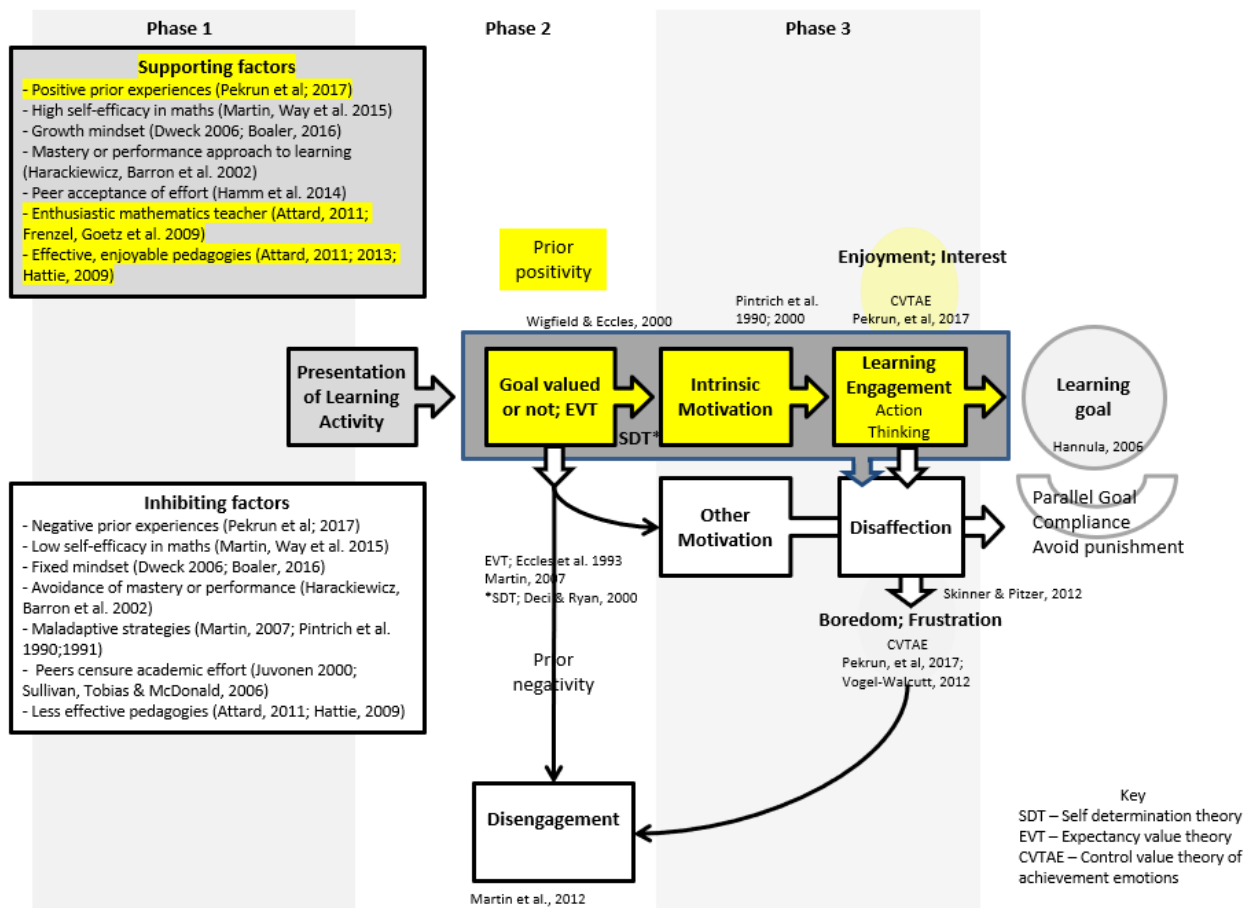 Phase 1
Phase 2
Phase 3
Supporting factors
- Positive prior experiences (Pekrun et al; 2017)
- High self-efficacy in maths (Martin, Way et al. 2015)
- Growth mindset (Dweck 2006; Boaler, 2016)
- Mastery or performance approach to learning
(Harackiewicz, Barron et al. 2002)
- Peer acceptance of effort (Hamm et al. 2014)
- Enthusiastic mathematics teacher (Attard, 2011;
Frenzel, Goetz et al. 2009)
- Effective, enjoyable pedagogies (Attard, 2011; 2013;
Hattie, 2009)
Prior
positivity
Enjoyment; Interest
Wigfield & Eccles, 2000
Pintrich et al.
1990; 2000
CVTAE
Pekrun, et al, 2017
Presentation
of Learning
Activity
Goal valued
or not; EVT
SDT*
Intrinsic
Motivation
Learning
Engagement
Action
Thinking
Learning
goal
Hannula, 2006
Inhibiting factors
- Negative prior experiences (Pekrun et al; 2017)
- Low self-efficacy in maths (Martin, Way et al. 2015)
- Fixed mindset (Dweck 2006; Boaler, 2016)
- Avoidance of mastery or performance (Harackiewicz,
Barron et al. 2002)
- Maladaptive strategies (Martin, 2007; Pintrich et al.
1990;1991)
- Peers censure academic effort (Juvonen 2000;
Sullivan, Tobias & McDonald, 2006)
- Less effective pedagogies (Attard, 2011; Hattie, 2009)
Other
Motivation
Disaffection
Parallel Goal
Compliance
Avoid punishment
EVT; Eccles et al. 1993
Martin, 2007
*SDT; Deci & Ryan, 2000
Skinner & Pitzer, 2012
Boredom; Frustration
CVTAE
Pekrun, et al, 2017;
Vogel-Walcutt, 2012
Prior
negativity
Disengagement
Martin et al., 2012
Key
SDT – Self determination theory
EVT – Expectancy value theory
CVTAE – Control value theory of
achievement emotions